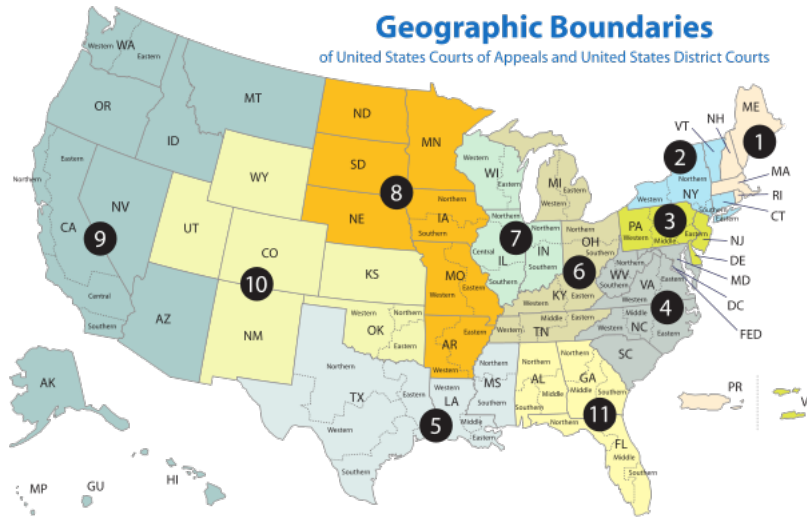 Geographic Boundaries
of United States Courts of Appeals and United States District Courts
Western WA Eastern
OR
MT
ID
ND
MN
SD
WY
NE
Northern
IA
Southern
Western
WI
Eastern
MI
Eastern
Western
VT
NH
ME
1
2
Northern
NY
Western
Southern
Eastern
MA
RI
CT
Northern
Eastern
CA
NV
9
Central
Southern
UT
CO
10
KS
8
MO
Western
Eastern
Northern
7
Central
IL
Southern
Northern
IN
Southern
Northern
OH
Southern
6
KY
Western
Eastern
PA
3
Western
Middle
Eastern
NJ
DE
MD
DC
FED
Northern
WV
Southern
VA
Eastern
Western
4
Middle
NC
Western
Eastern
SC
AZ
NM
Western
Northern
OK
Eastern
Eastern
AR
Western
Western
TN
Middle
Eastern
Northern
TX
Eastern
Western
Southern
Western
LA
Middle
Eastern
5
Northern
MS
Southern
Northern
AL
Middle
Southern
Northern
GA
Middle
Southern
11
Northern
FL
Middle
Southern
AK
MP
GU
HI
PR
V